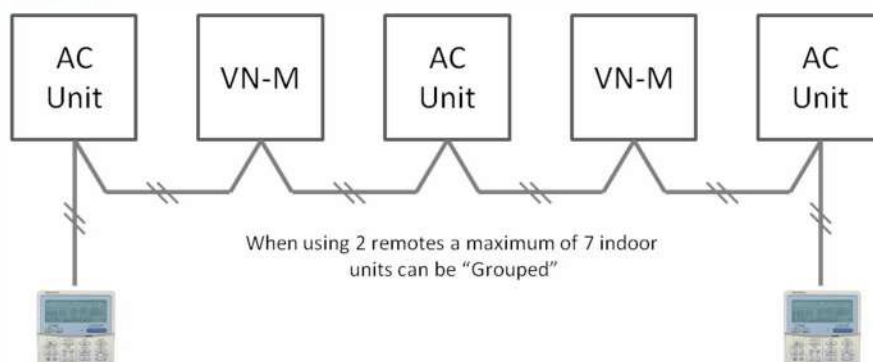 AC
Unit
VN-M
AC
Unit
VN-M
AC
Unit
When using 2 remotes a maximum of 7 indoor
units can be “Grouped”